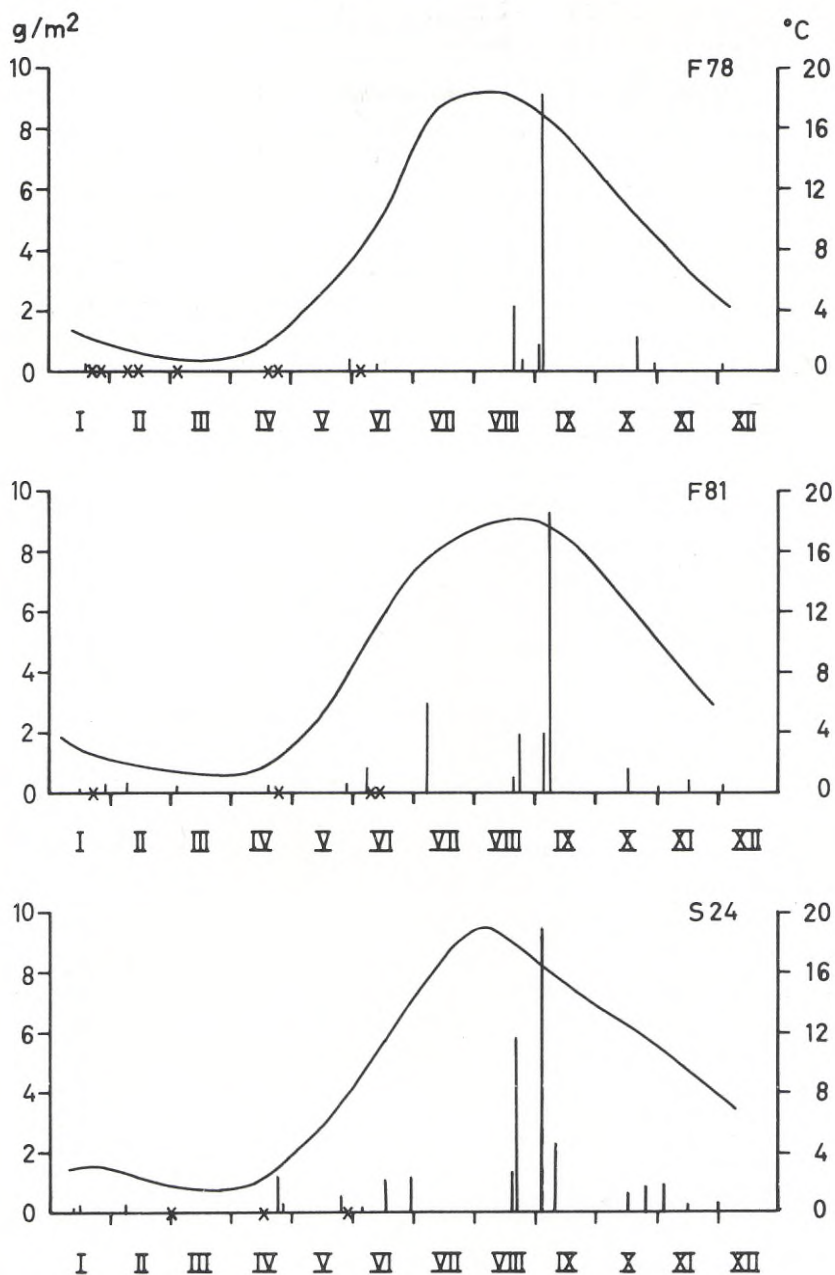 g/m² °C
F78
10 20
8 16
6 12
4 8
2 4
0 0
I II III IV V VI VII VIII IX X XI XII
F81
10 20
8 16
6 12
4 8
2 4
0 0
I II III IV V VI VII VIII IX X XI XII
S24
10 20
8 16
6 12
4 8
2 4
0 0
I II III IV V VI VII VIII IX X XI XII